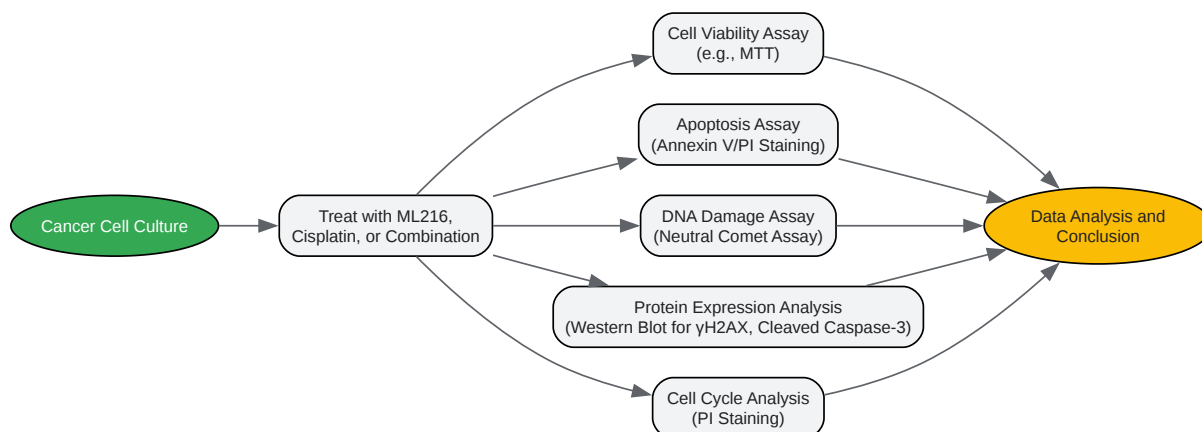 Cancer Cell Culture
Treat with ML216,
Cisplatin, or Combination
Cell Viability Assay
(e.g., MTT)
Apoptosis Assay
(Annexin V/PI Staining)
DNA Damage Assay
(Neutral Comet Assay)
Protein Expression Analysis
(Western Blot for γH2AX, Cleaved Caspase-3)
Cell Cycle Analysis
(PI Staining)
Data Analysis and
Conclusion